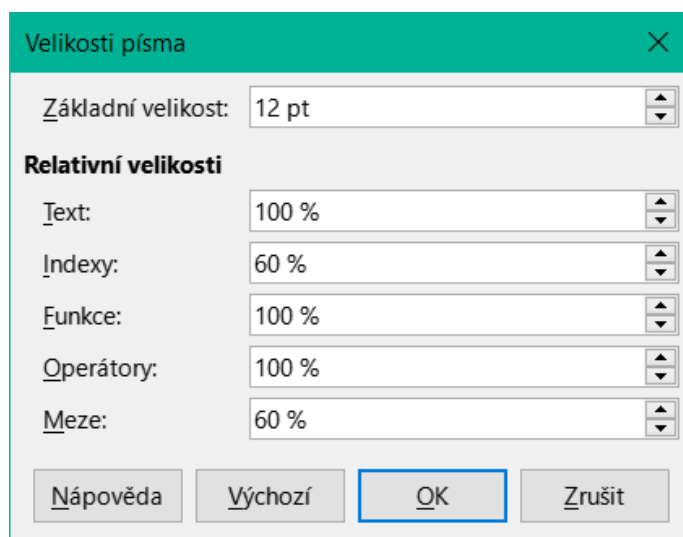 Velikosti písma
Základní velikost: 12 pt
Relativní velikosti
Text: 100 %
Indexy: 60 %
Funkce: 100 %
Operátory: 100 %
Meze: 60 %
Nápověda Výchozí OK Zrušit